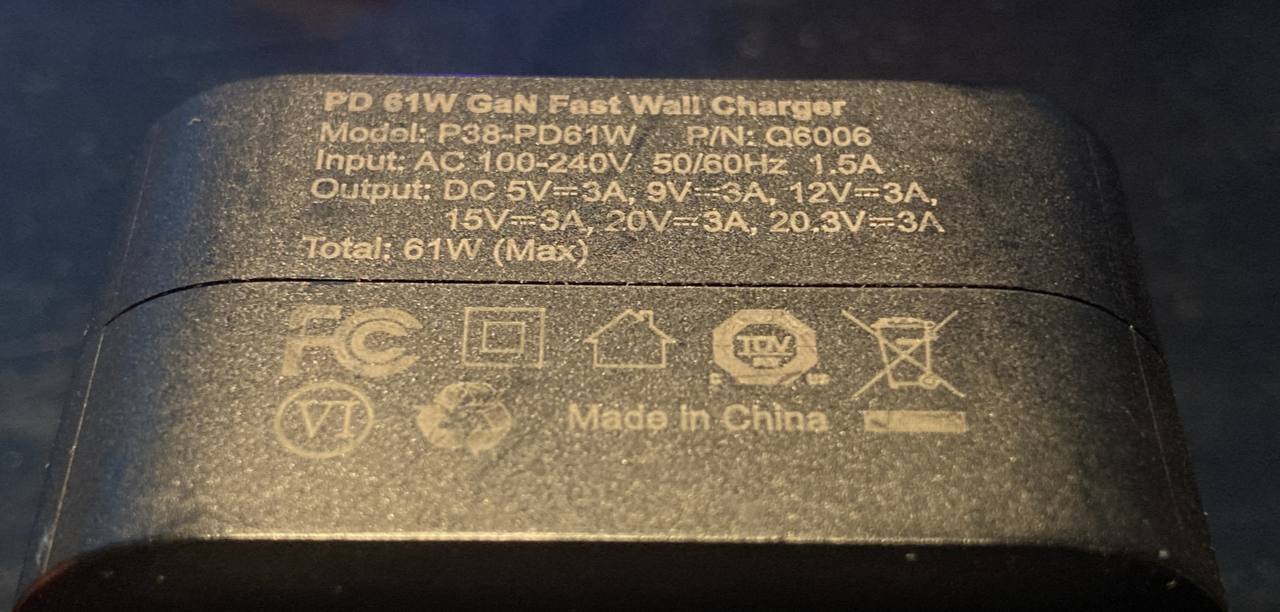 PD 61W GaN Fast Wall Charger
Model: P38-PD61W P/N: Q6006
Input: AC 100-240V 50/60Hz 1.5A
Output: DC 5V⎓3A, 9V⎓3A, 12V⎓3A,
15V⎓3A, 20V⎓3A, 20.3V⎓3A
Total: 61W (Max)
FC
TÜV
VI
Made in China